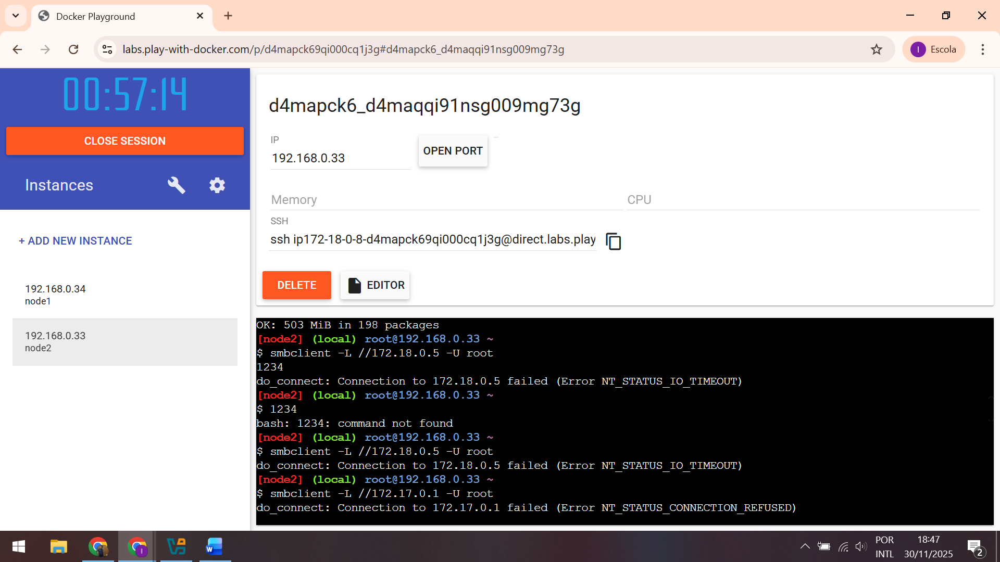 Docker Playground
labs.play-with-docker.com/p/d4mapck69qi000cq1j3g#d4mapck6_d4maqqi91nsg009mg73g
I Escola
00:57:14
CLOSE SESSION
Instances
+ ADD NEW INSTANCE
192.168.0.34
node1
192.168.0.33
node2
d4mapck6_d4maqqi91nsg009mg73g
IP
192.168.0.33
OPEN PORT
Memory
CPU
SSH
ssh ip172-18-0-8-d4mapck69qi000cq1j3g@direct.labs.play
DELETE
EDITOR
OK: 503 MiB in 198 packages
[node2] (local) root@192.168.0.33 ~
$ smbclient -L //172.18.0.5 -U root
1234
do_connect: Connection to 172.18.0.5 failed (Error NT_STATUS_IO_TIMEOUT)
[node2] (local) root@192.168.0.33 ~
$ 1234
bash: 1234: command not found
[node2] (local) root@192.168.0.33 ~
$ smbclient -L //172.18.0.5 -U root
do_connect: Connection to 172.18.0.5 failed (Error NT_STATUS_IO_TIMEOUT)
[node2] (local) root@192.168.0.33 ~
$ smbclient -L //172.17.0.1 -U root
do_connect: Connection to 172.17.0.1 failed (Error NT_STATUS_CONNECTION_REFUSED)
POR
INTL
18:47
30/11/2025
2